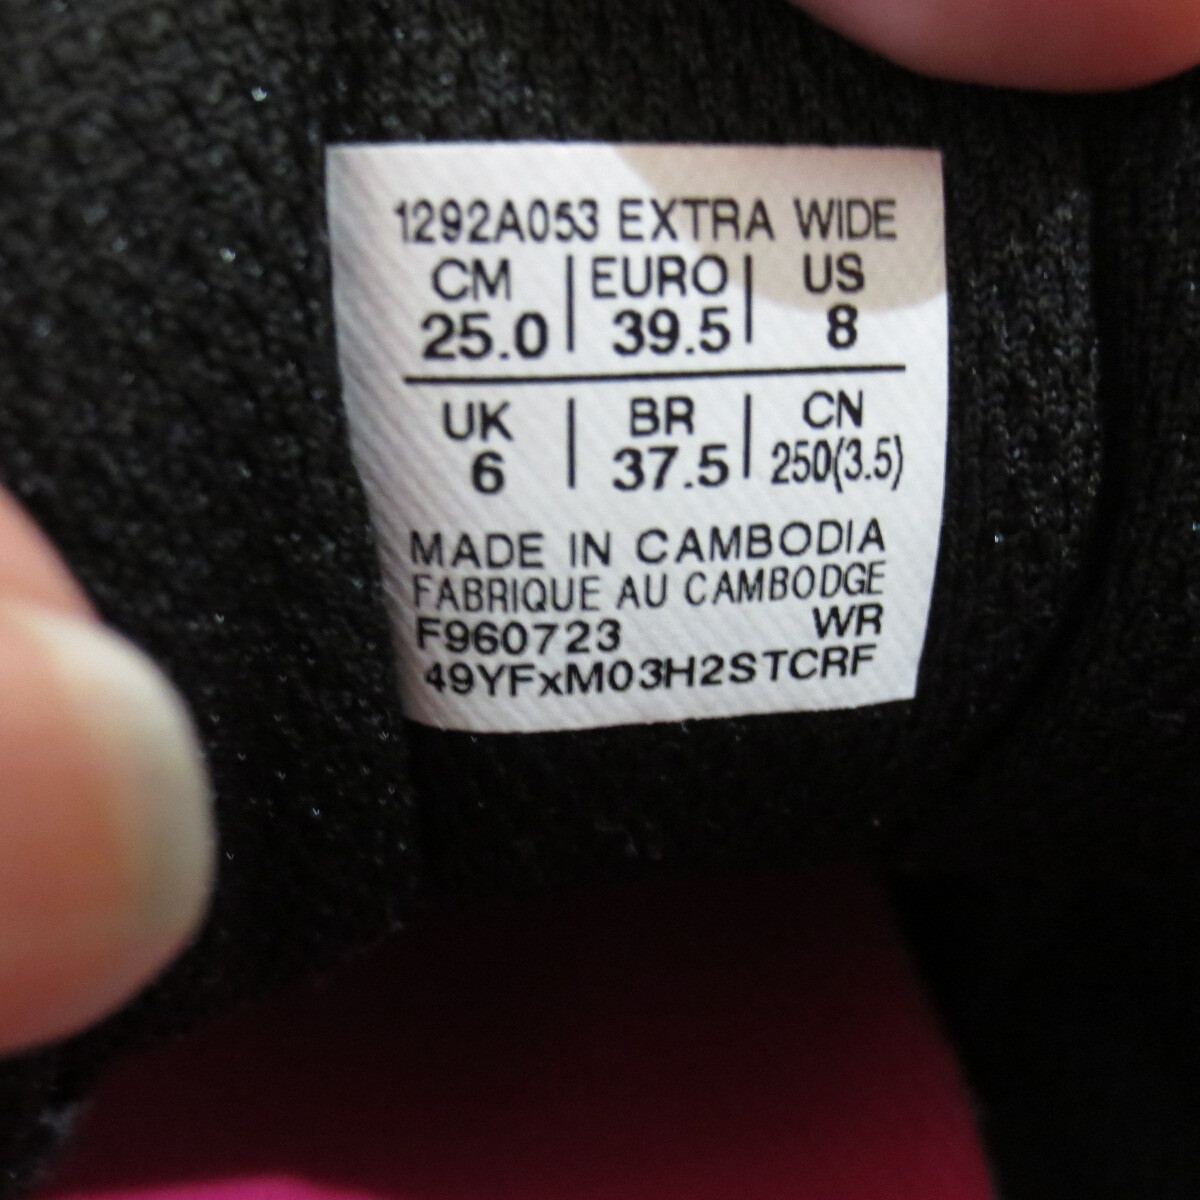 1292A053 EXTRA WIDE
CM | EURO | US
25.0 | 39.5 | 8
UK | BR | CN
6 | 37.5 | 250(3.5)
MADE IN CAMBODIA
FABRIQUE AU CAMBODGE
F960723 WR
49YFxM03H2STCRF